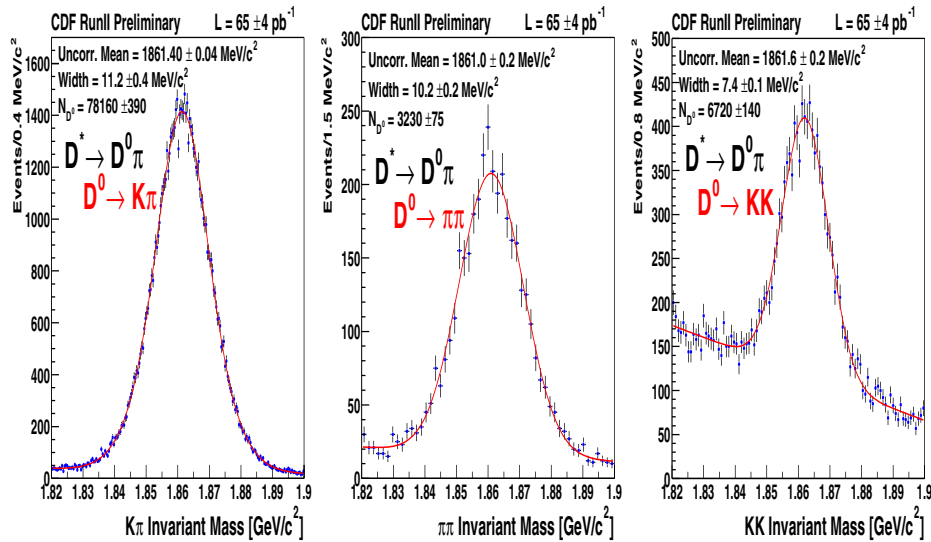 CDF RunII Preliminary L = 65 ±4 pb⁻¹
Uncorr. Mean = 1861.40 ± 0.04 MeV/c²
Width = 11.2 ±0.4 MeV/c²
N_D⁰ = 78160 ±390
D* → D⁰π
D⁰ → Kπ
Events/0.4 MeV/c²
1600
1400
1200
1000
800
600
400
200
0
1.82 1.83 1.84 1.85 1.86 1.87 1.88 1.89 1.9
Kπ Invariant Mass [GeV/c²]
CDF RunII Preliminary L = 65 ±4 pb⁻¹
Uncorr. Mean = 1861.0 ± 0.2 MeV/c²
Width = 10.2 ±0.2 MeV/c²
N_D⁰ = 3230 ±75
D* → D⁰π
D⁰ → ππ
Events/1.5 MeV/c²
300
250
200
150
100
50
0
1.82 1.83 1.84 1.85 1.86 1.87 1.88 1.89 1.9
ππ Invariant Mass [GeV/c²]
CDF RunII Preliminary L = 65 ±4 pb⁻¹
Uncorr. Mean = 1861.6 ± 0.2 MeV/c²
Width = 7.4 ±0.1 MeV/c²
N_D⁰ = 6720 ±140
D* → D⁰π
D⁰ → KK
Events/0.8 MeV/c²
500
450
400
350
300
250
200
150
100
50
0
1.82 1.83 1.84 1.85 1.86 1.87 1.88 1.89 1.9
KK Invariant Mass [GeV/c²]